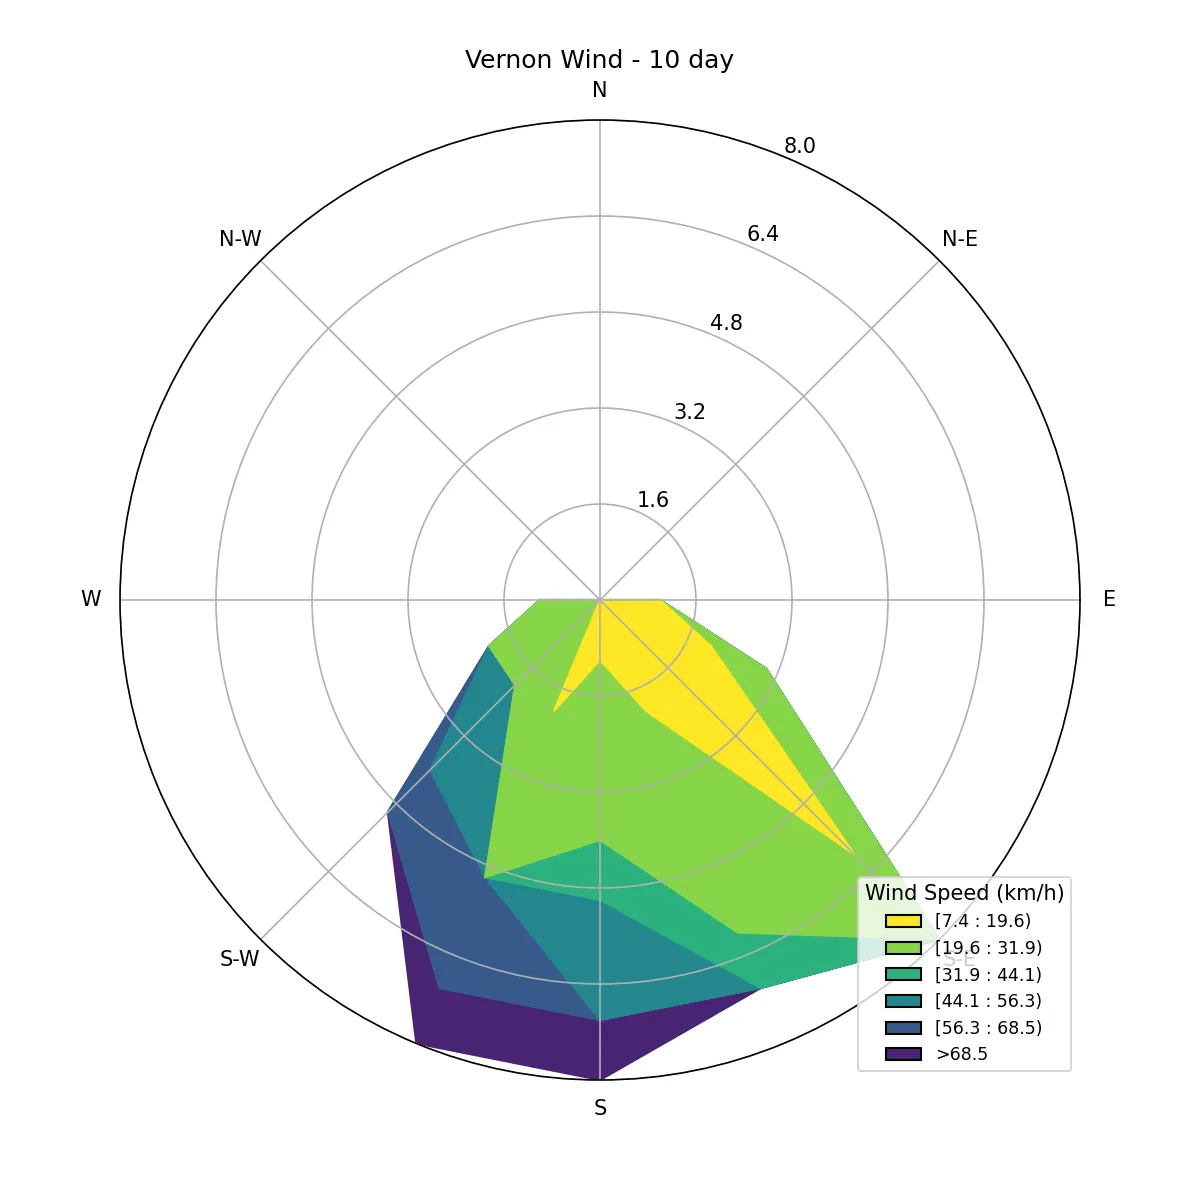 Vernon Wind - 10 day
N
8.0
N-W
6.4
N-E
4.8
3.2
1.6
W
E
Wind Speed (km/h)
[7.4 : 19.6)
[19.6 : 31.9)
S-W
S-E
[31.9 : 44.1)
[44.1 : 56.3)
[56.3 : 68.5)
>68.5
S